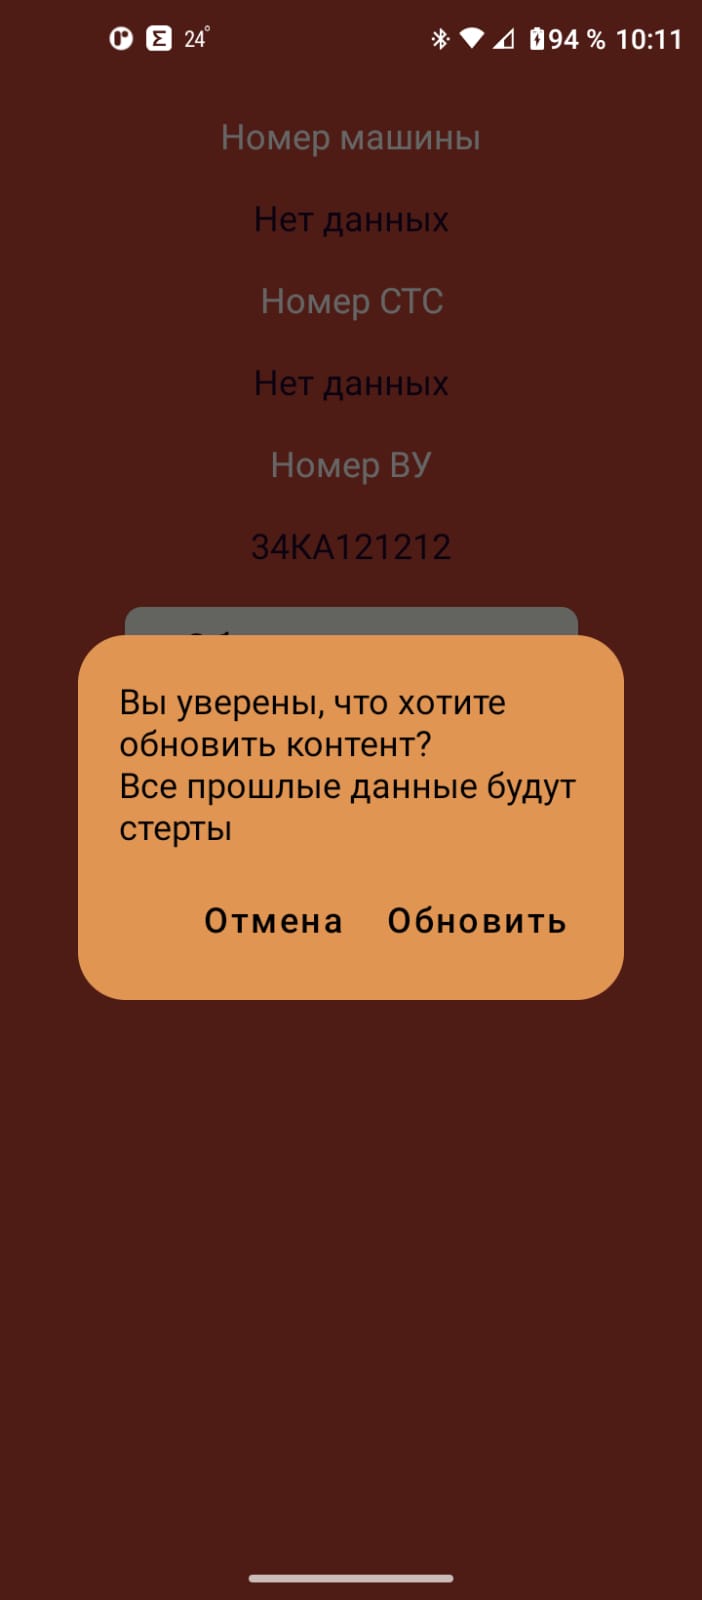 24°
94 % 10:11
Номер машины
Нет данных
Номер СТС
Нет данных
Номер ВУ
34КА121212
Вы уверены, что хотите
обновить контент?
Все прошлые данные будут
стерты
Отмена Обновить